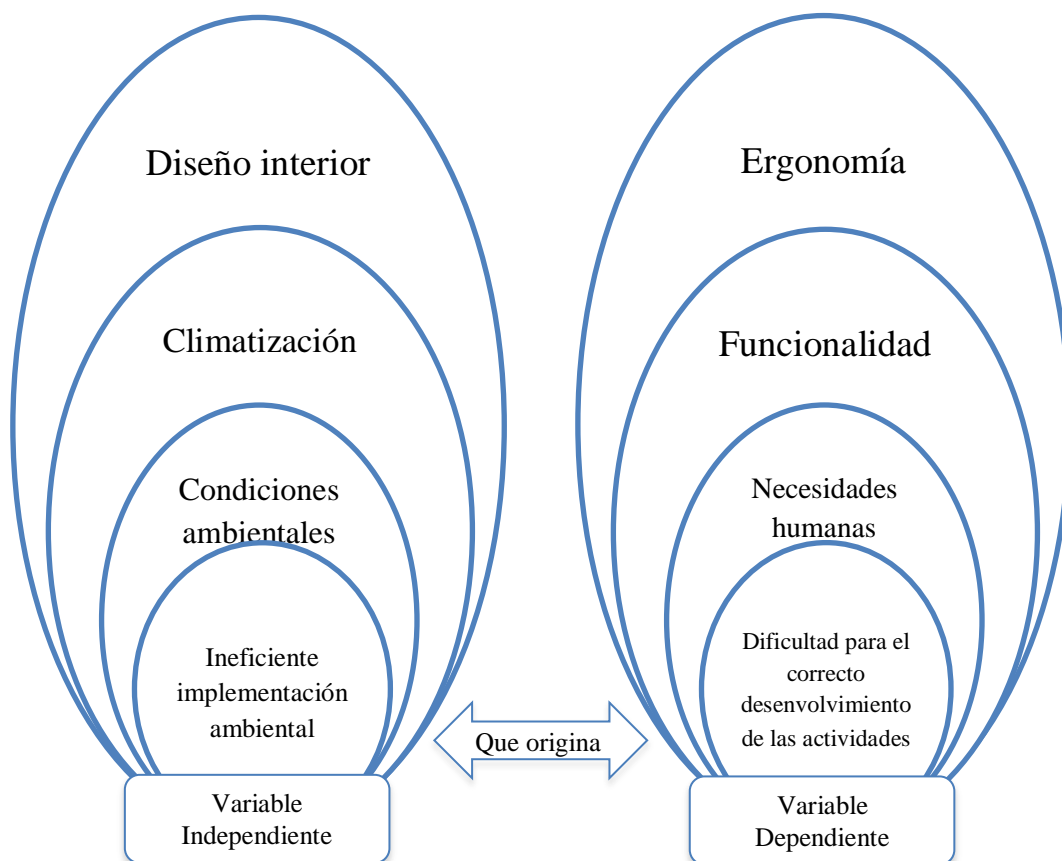 Diseño interior
Climatización
Condiciones
ambientales
Ineficiente
implementación
ambiental
Variable
Independiente
Que origina
Ergonomía
Funcionalidad
Necesidades
humanas
Dificultad para el
correcto
desenvolvimiento
de las actividades
Variable
Dependiente